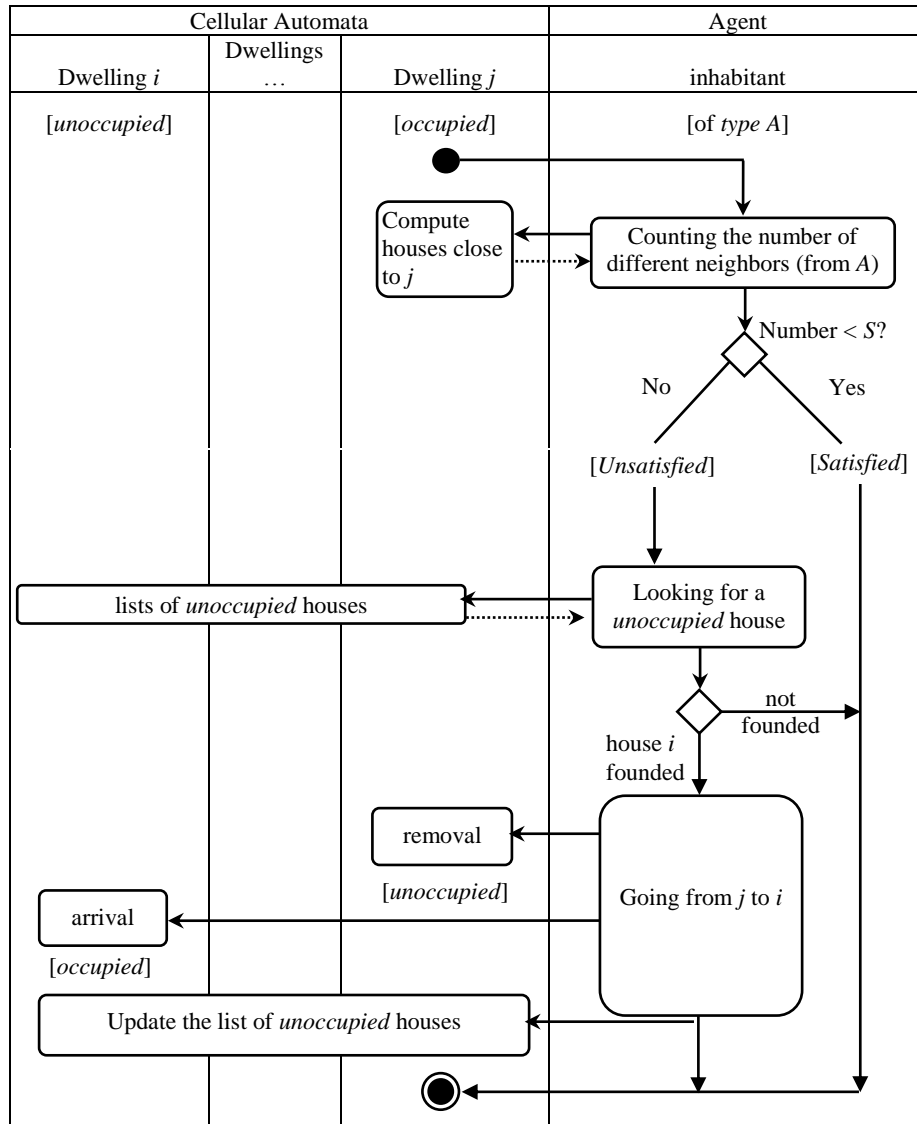 Cellular Automata
Agent
Dwellings
Dwelling i
…
Dwelling j
inhabitant
[unoccupied]
[occupied]
[of type A]
Compute
houses close
to j
Counting the number of
different neighbors (from A)
Number < S?
No
Yes
[Unsatisfied]
[Satisfied]
lists of unoccupied houses
Looking for a
unoccupied house
not
founded
house i
founded
removal
[unoccupied]
Going from j to i
arrival
[occupied]
Update the list of unoccupied houses